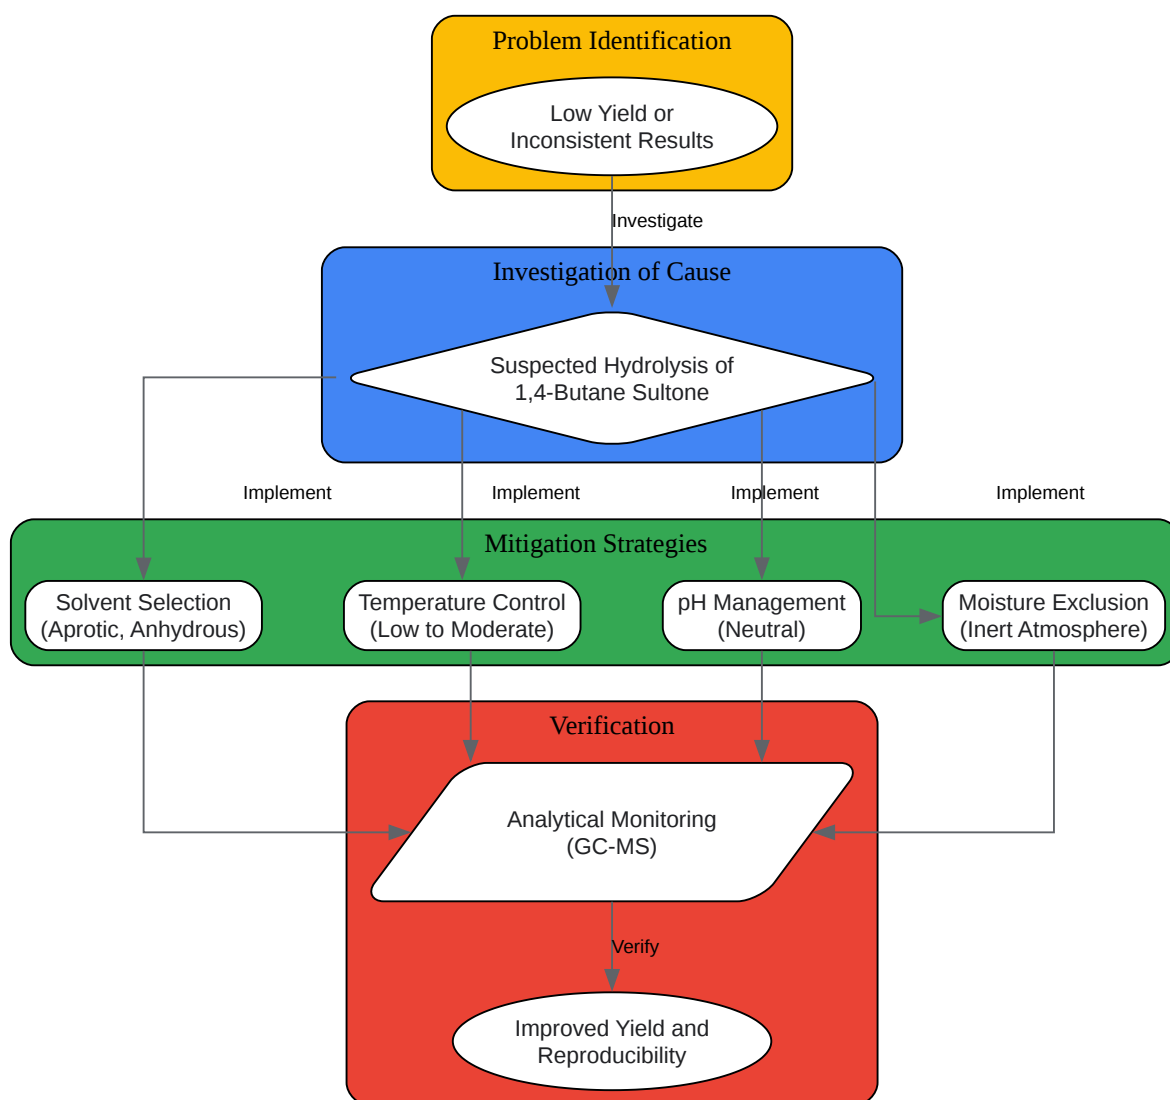 Problem Identification
Low Yield or
Inconsistent Results
Investigate
Investigation of Cause
Suspected Hydrolysis of
1,4-Butane Sultone
Implement
Implement
Implement
Implement
Mitigation Strategies
Solvent Selection
(Aprotic, Anhydrous)
Temperature Control
(Low to Moderate)
pH Management
(Neutral)
Moisture Exclusion
(Inert Atmosphere)
Verification
Analytical Monitoring
(GC-MS)
Verify
Improved Yield and
Reproducibility